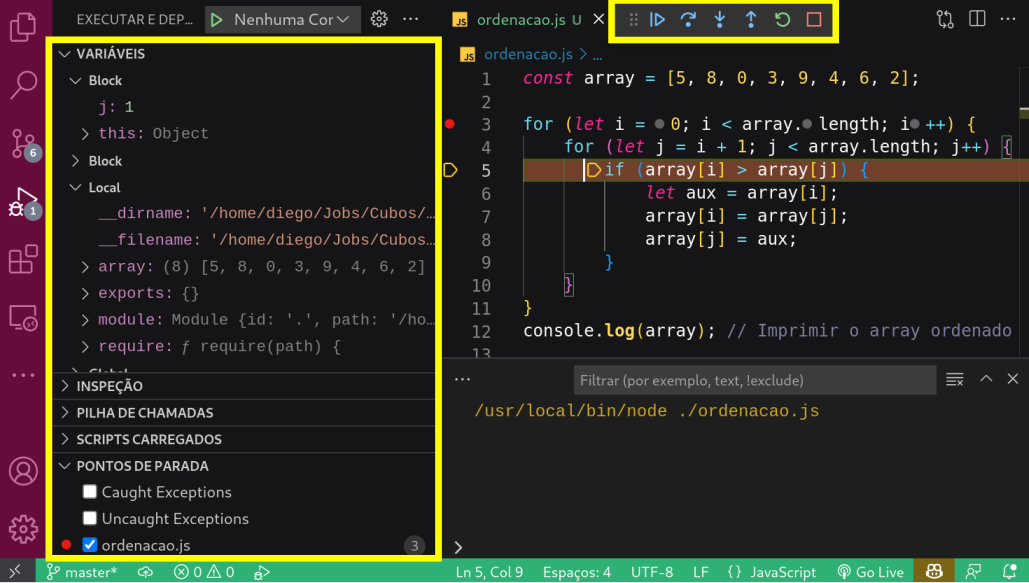 EXECUTAR E DEP…
Nenhuma Cor
VARIÁVEIS
Block
j: 1
this: Object
Block
Local
__dirname: '/home/diego/Jobs/Cubos/…
__filename: '/home/diego/Jobs/Cubos…
array: (8) [5, 8, 0, 3, 9, 4, 6, 2]
exports: {}
module: Module {id: '.', path: '/ho…
require: ƒ require(path) {
Global
INSPEÇÃO
PILHA DE CHAMADAS
SCRIPTS CARREGADOS
PONTOS DE PARADA
Caught Exceptions
Uncaught Exceptions
ordenacao.js 3
6
1
JS ordenacao.js U
JS ordenacao.js > ...
1 const array = [5, 8, 0, 3, 9, 4, 6, 2];
2
3 for (let i = 0; i < array. length; i ++) {
4 for (let j = i + 1; j < array.length; j++) {
5 if (array[i] > array[j]) {
6 let aux = array[i];
7 array[i] = array[j];
8 array[j] = aux;
9 }
10 }
11 }
12 console.log(array); // Imprimir o array ordenado
13
Filtrar (por exemplo, text, !exclude)
/usr/local/bin/node ./ordenacao.js
master* 0 0 Ln 5, Col 9 Espaços: 4 UTF-8 LF {} JavaScript Go Live